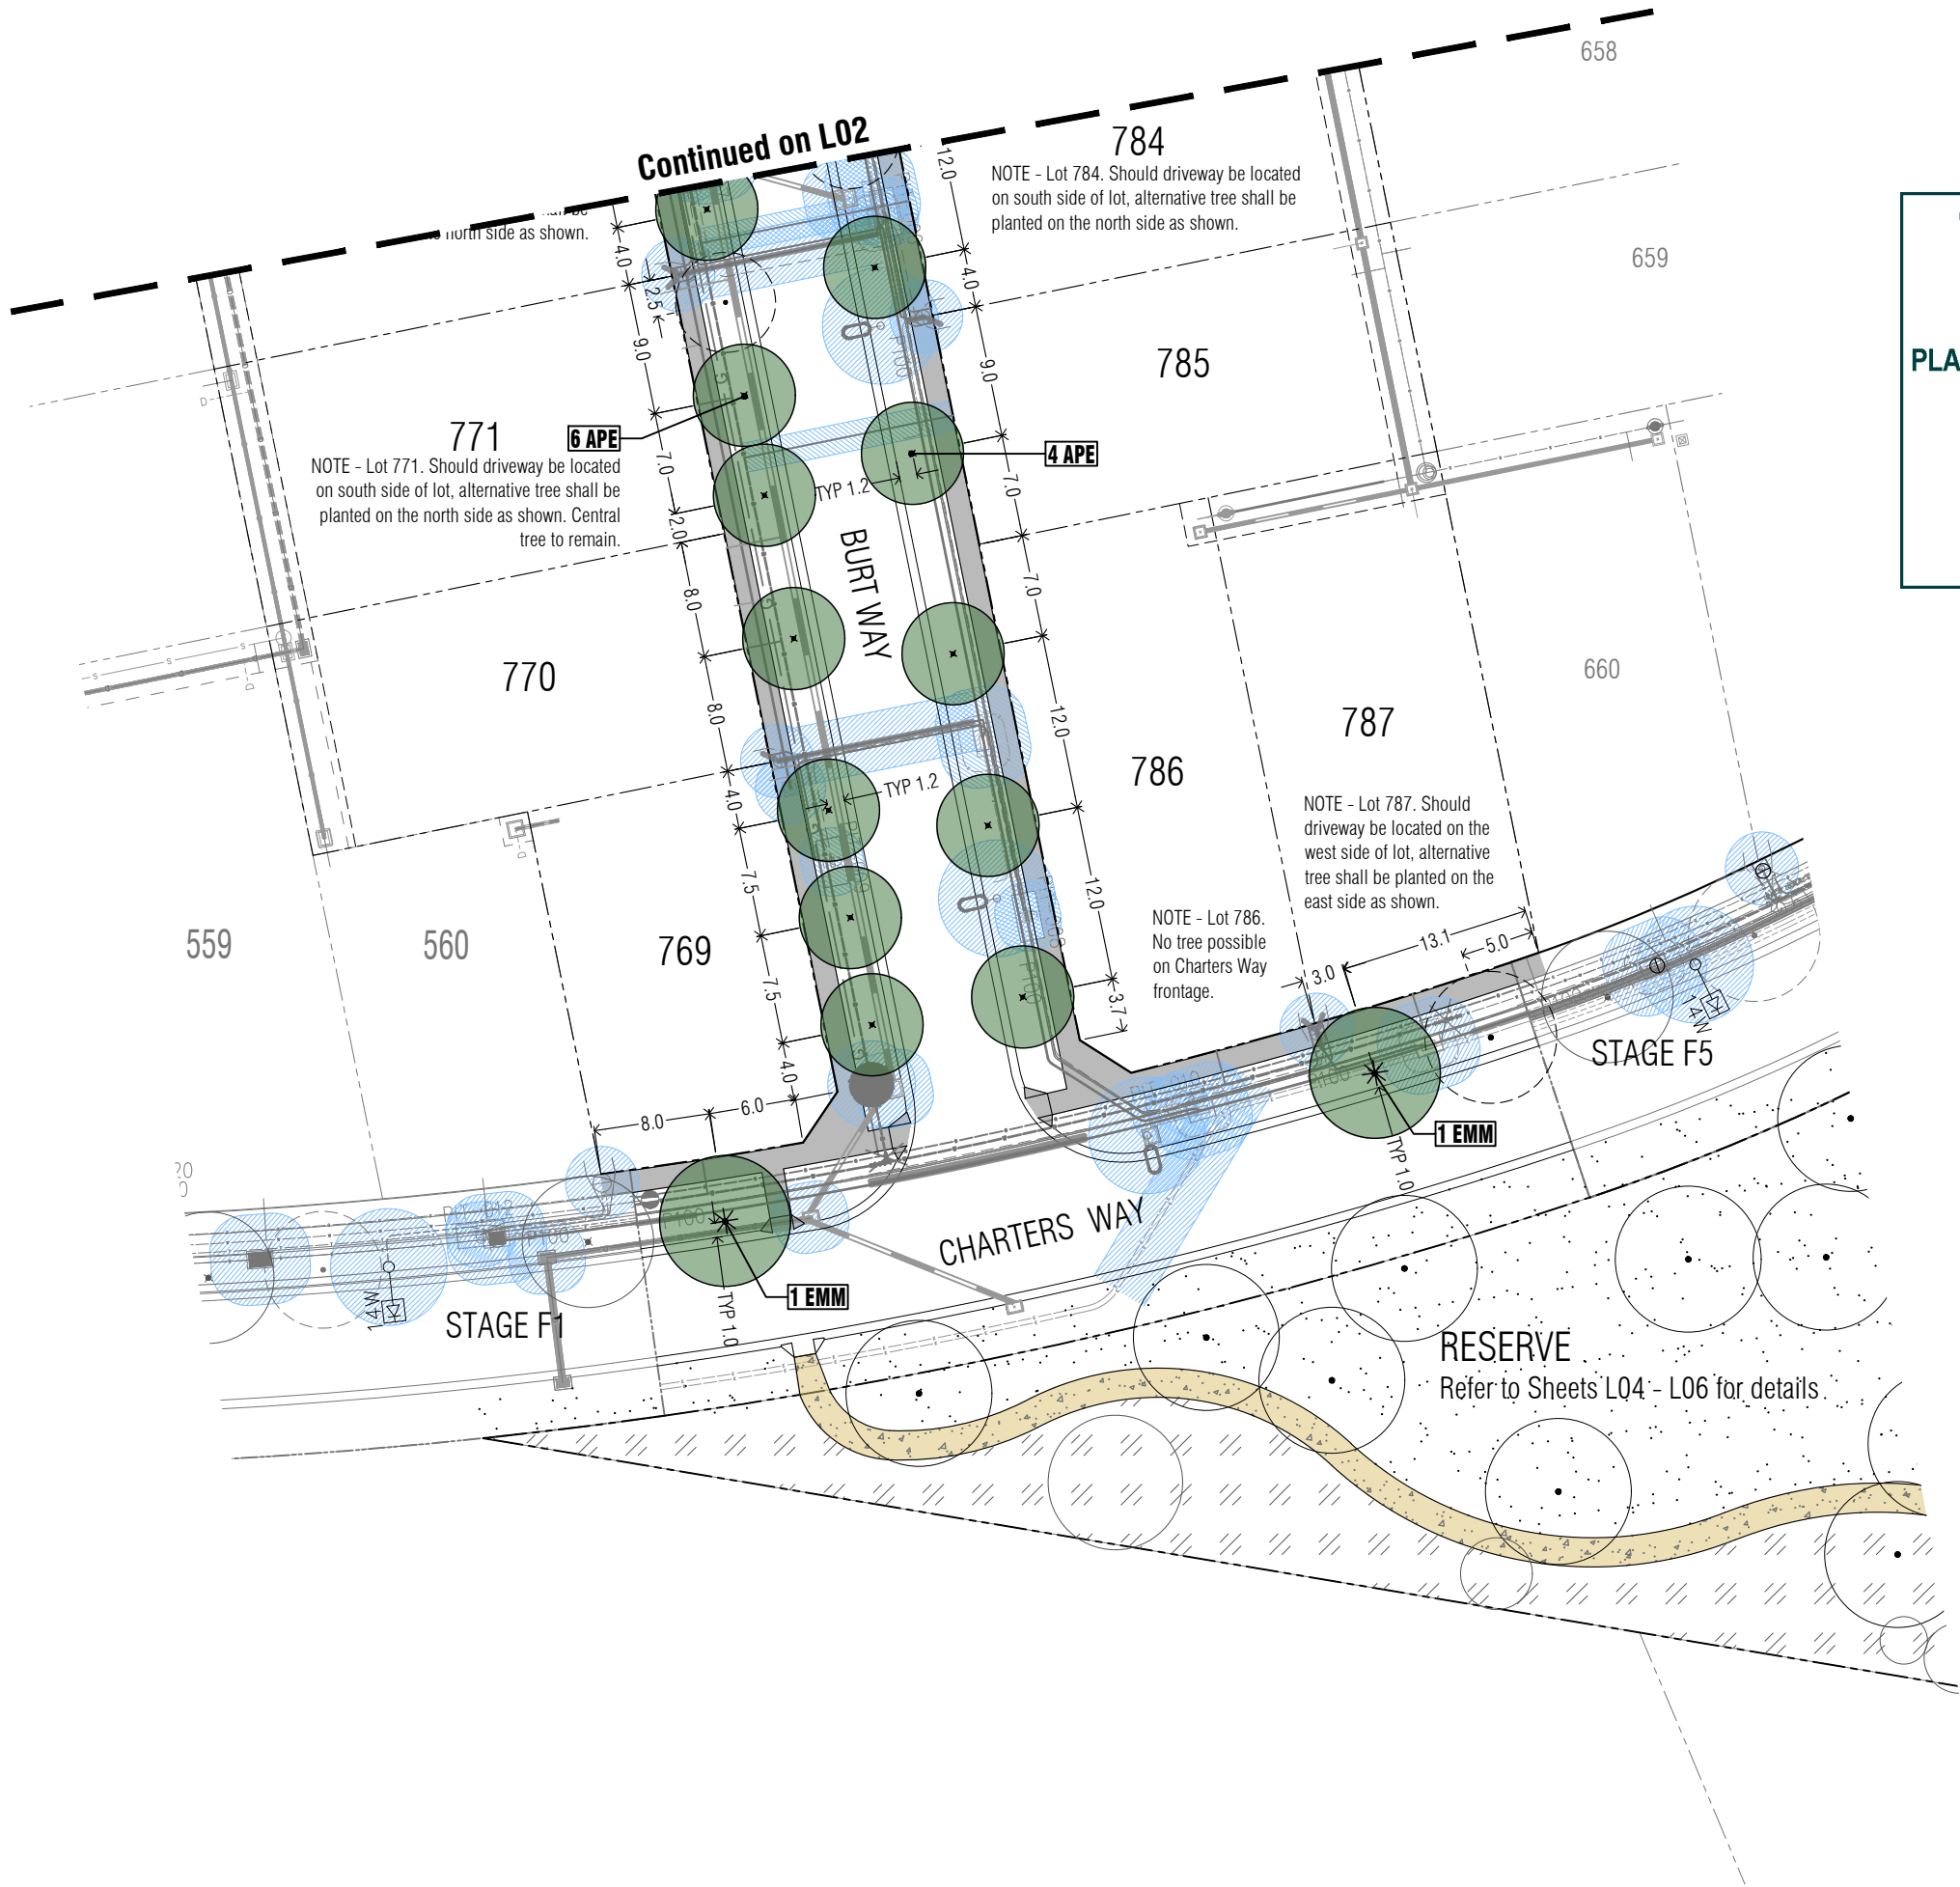 658
Continued on L02
784
NOTE - Lot 784. Should driveway be located
on south side of lot, alternative tree shall be
planted on the north side as shown.
north side as shown.
12.0
4.0
4.0
2.5
9.0
9.0
659
785
PLA
771
6 APE
4 APE
NOTE - Lot 771. Should driveway be located
on south side of lot, alternative tree shall be
planted on the north side as shown. Central
tree to remain.
7.0
TYP 1.2
7.0
2.0
BURT WAY
8.0
7.0
770
660
8.0
12.0
787
786
TYP 1.2
4.0
NOTE - Lot 787. Should
driveway be located on the
west side of lot, alternative
tree shall be planted on the
east side as shown.
7.5
12.0
NOTE - Lot 786.
No tree possible
on Charters Way
frontage.
559
560
769
13.1
5.0
3.0
7.5
3.7
14W
STAGE F5
4.0
8.0
6.0
1 EMM
TYP 1.0
20
0
P100
CHARTERS WAY
1 EMM
14W
STAGE F1
TYP 1.0
RESERVE
Refer to Sheets L04 - L06 for details.